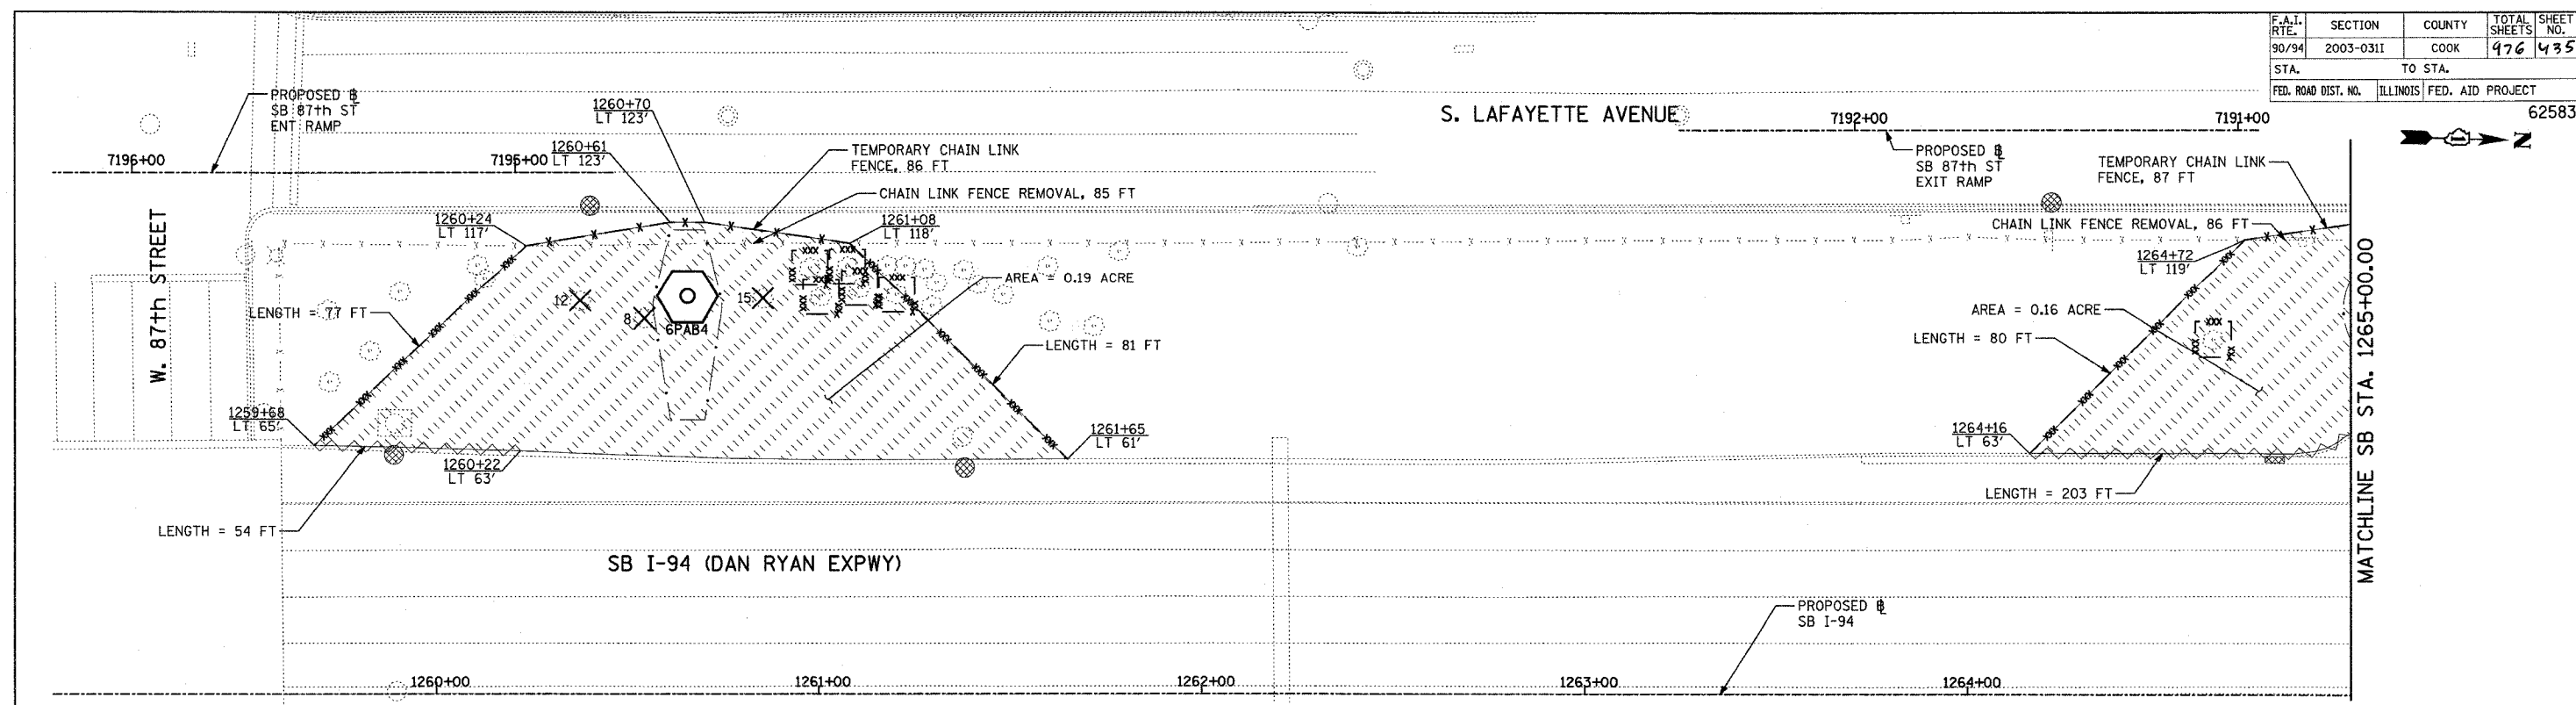 F.A.I. RTE. SECTION COUNTY TOTAL SHEETS SHEET NO.
90/94 2003-031I COOK 976 435
STA. TO STA.
FED. ROAD DIST. NO. ILLINOIS FED. AID PROJECT
62583
S. LAFAYETTE AVENUE
N
PROPOSED BL
SB 87th ST
ENT RAMP
7196+00
7195+00
7192+00
7191+00
PROPOSED BL
SB 87th ST
EXIT RAMP
1260+70
LT 123'
1260+61
LT 123'
TEMPORARY CHAIN LINK
FENCE, 86 FT
CHAIN LINK FENCE REMOVAL, 85 FT
TEMPORARY CHAIN LINK
FENCE, 87 FT
CHAIN LINK FENCE REMOVAL, 86 FT
W. 87th STREET
1260+24
LT 117'
1261+08
LT 118'
1264+72
LT 119'
AREA = 0.19 ACRE
AREA = 0.16 ACRE
12
8
15
6PAB4
LENGTH = 77 FT
LENGTH = 81 FT
LENGTH = 80 FT
1259+68
LT 65'
1260+22
LT 63'
1261+65
LT 61'
1264+16
LT 63'
LENGTH = 54 FT
LENGTH = 203 FT
MATCHLINE SB STA. 1265+00.00
SB I-94 (DAN RYAN EXPWY)
PROPOSED BL
SB I-94
1260+00
1261+00
1262+00
1263+00
1264+00